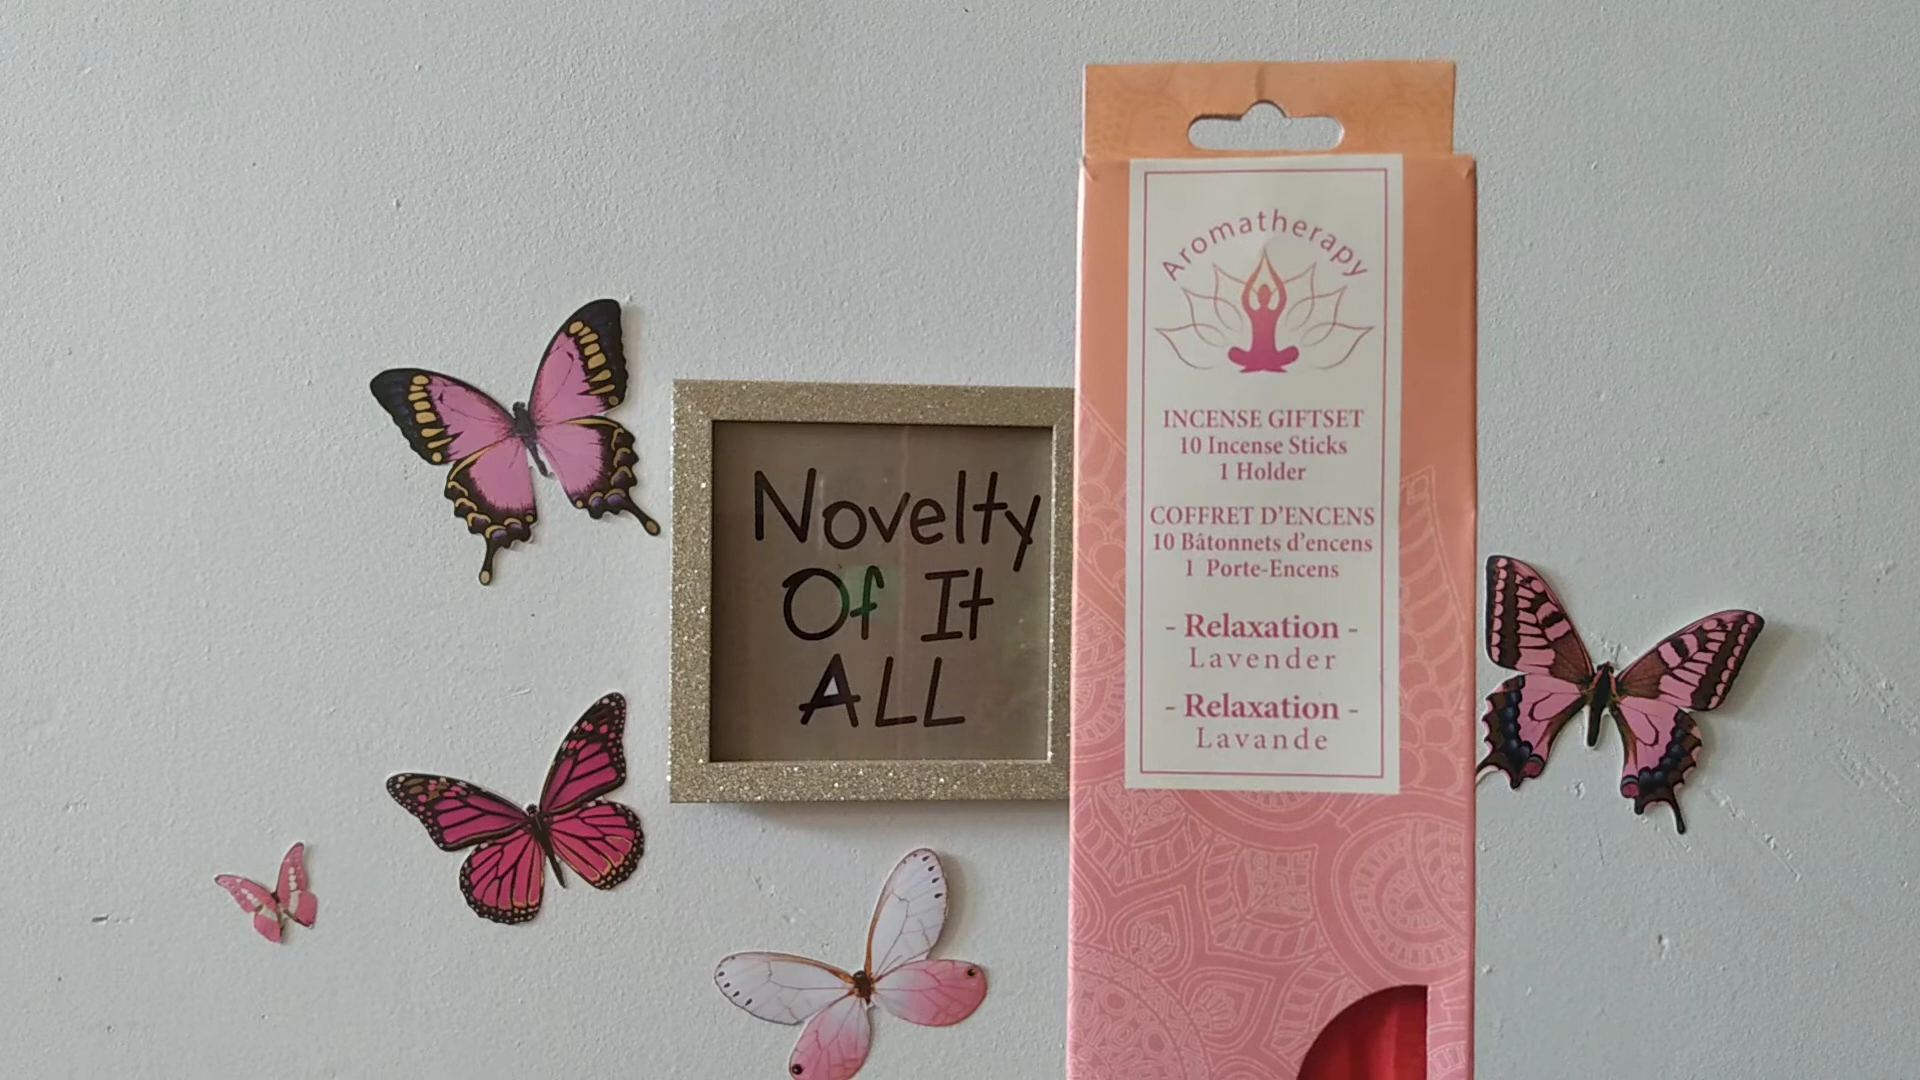 Novelty
Of It
ALL
Aromatherapy
INCENSE GIFTSET
10 Incense Sticks
1 Holder
COFFRET D'ENCENS
10 Bâtonnets d'encens
1 Porte-Encens
- Relaxation -
Lavender
- Relaxation -
Lavande